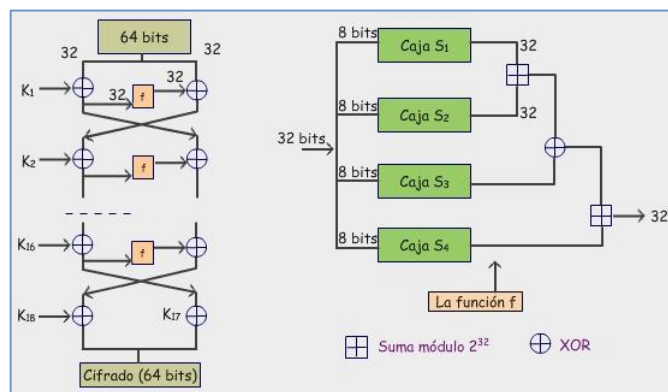 64 bits
32
32
K₁
32
f
32
K₂
f
K₁₆
f
K₁₈
K₁₇
Cifrado (64 bits)
32 bits
8 bits
Caja S₁
32
8 bits
Caja S₂
32
8 bits
Caja S₃
8 bits
Caja S₄
32
La función f
Suma módulo 2³²
XOR